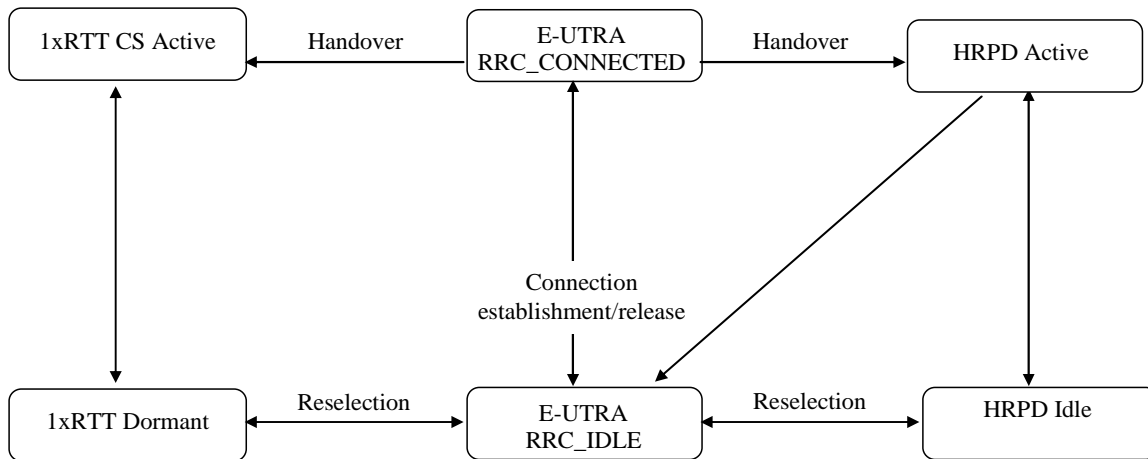 1xRTT CS Active
Handover
E-UTRA
RRC_CONNECTED
Handover
HRPD Active
Connection
establishment/release
1xRTT Dormant
Reselection
E-UTRA
RRC_IDLE
Reselection
HRPD Idle